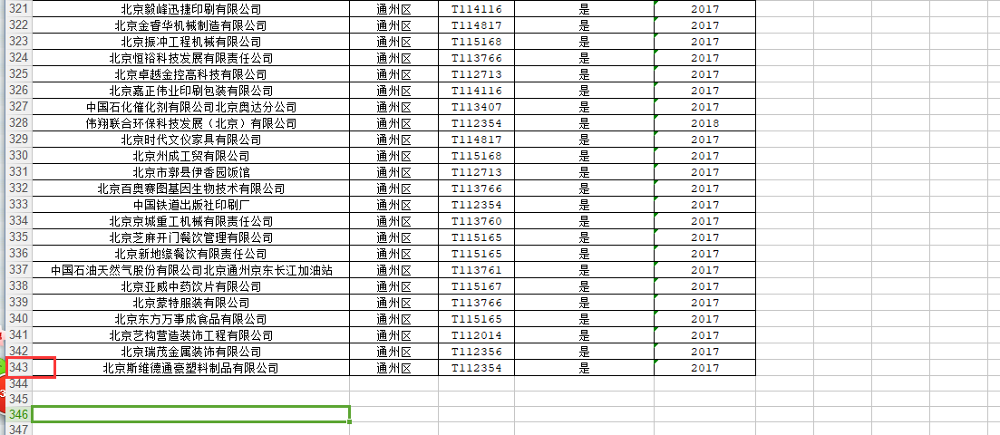 321 北京毅峰迅捷印刷有限公司 通州区 T114116 是 2017
322 北京金睿华机械制造有限公司 通州区 T114817 是 2017
323 北京振冲工程机械有限公司 通州区 T115168 是 2017
324 北京恒裕科技发展有限责任公司 通州区 T113766 是 2017
325 北京卓越金控高科技有限公司 通州区 T112713 是 2017
326 北京嘉正伟业印刷包装有限公司 通州区 T114116 是 2017
327 中国石化催化剂有限公司北京奥达分公司 通州区 T113407 是 2017
328 伟翔联合环保科技发展（北京）有限公司 通州区 T112354 是 2018
329 北京时代文仪家具有限公司 通州区 T114817 是 2017
330 北京州成工贸有限公司 通州区 T115168 是 2017
331 北京市漷县伊香园饭馆 通州区 T112713 是 2017
332 北京百奥赛图基因生物技术有限公司 通州区 T113766 是 2017
333 中国铁道出版社印刷厂 通州区 T112354 是 2017
334 北京京城重工机械有限责任公司 通州区 T113760 是 2017
335 北京芝麻开门餐饮管理有限公司 通州区 T115165 是 2017
336 北京新地缘餐饮有限责任公司 通州区 T115165 是 2017
337 中国石油天然气股份有限公司北京通州京东长江加油站 通州区 T113761 是 2017
338 北京亚威中药饮片有限公司 通州区 T115167 是 2017
339 北京蒙特服装有限公司 通州区 T113766 是 2017
340 北京东方万事成食品有限公司 通州区 T115165 是 2017
341 北京艺构营造装饰工程有限公司 通州区 T112014 是 2017
342 北京瑞茂金属装饰有限公司 通州区 T112356 是 2017
343 北京斯维德通豪塑料制品有限公司 通州区 T112354 是 2017
344
345
346
347